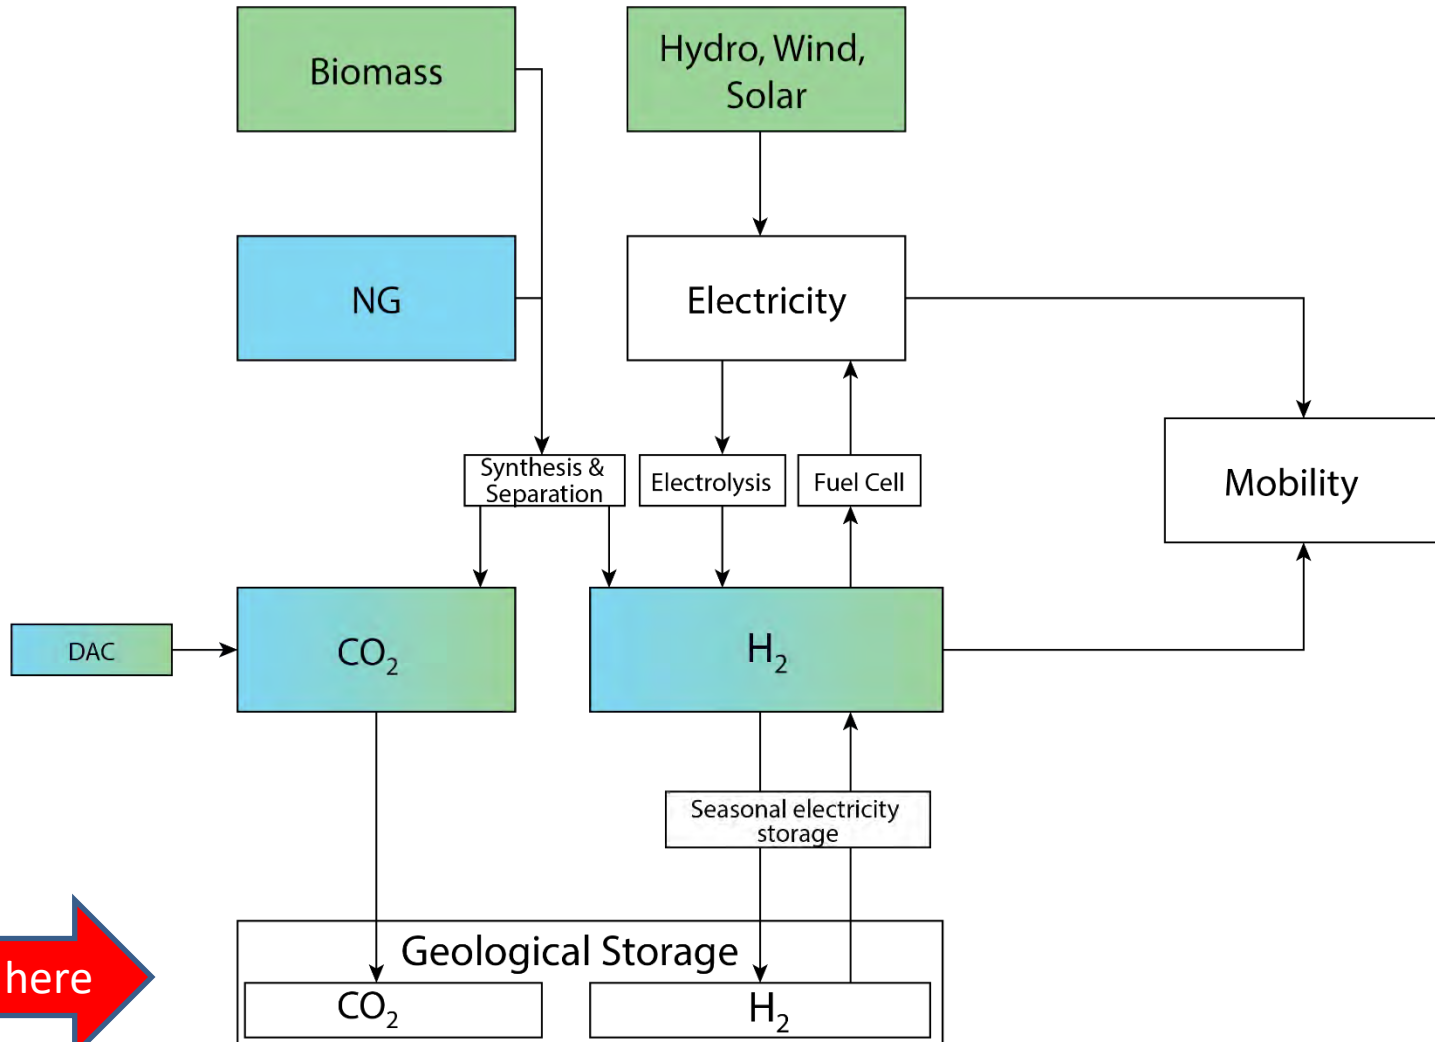 Biomass
Hydro, Wind,
Solar
NG
Electricity
Synthesis &
Separation
Electrolysis
Fuel Cell
Mobility
DAC
CO₂
H₂
Seasonal electricity
storage
Geological Storage
here
CO₂
H₂